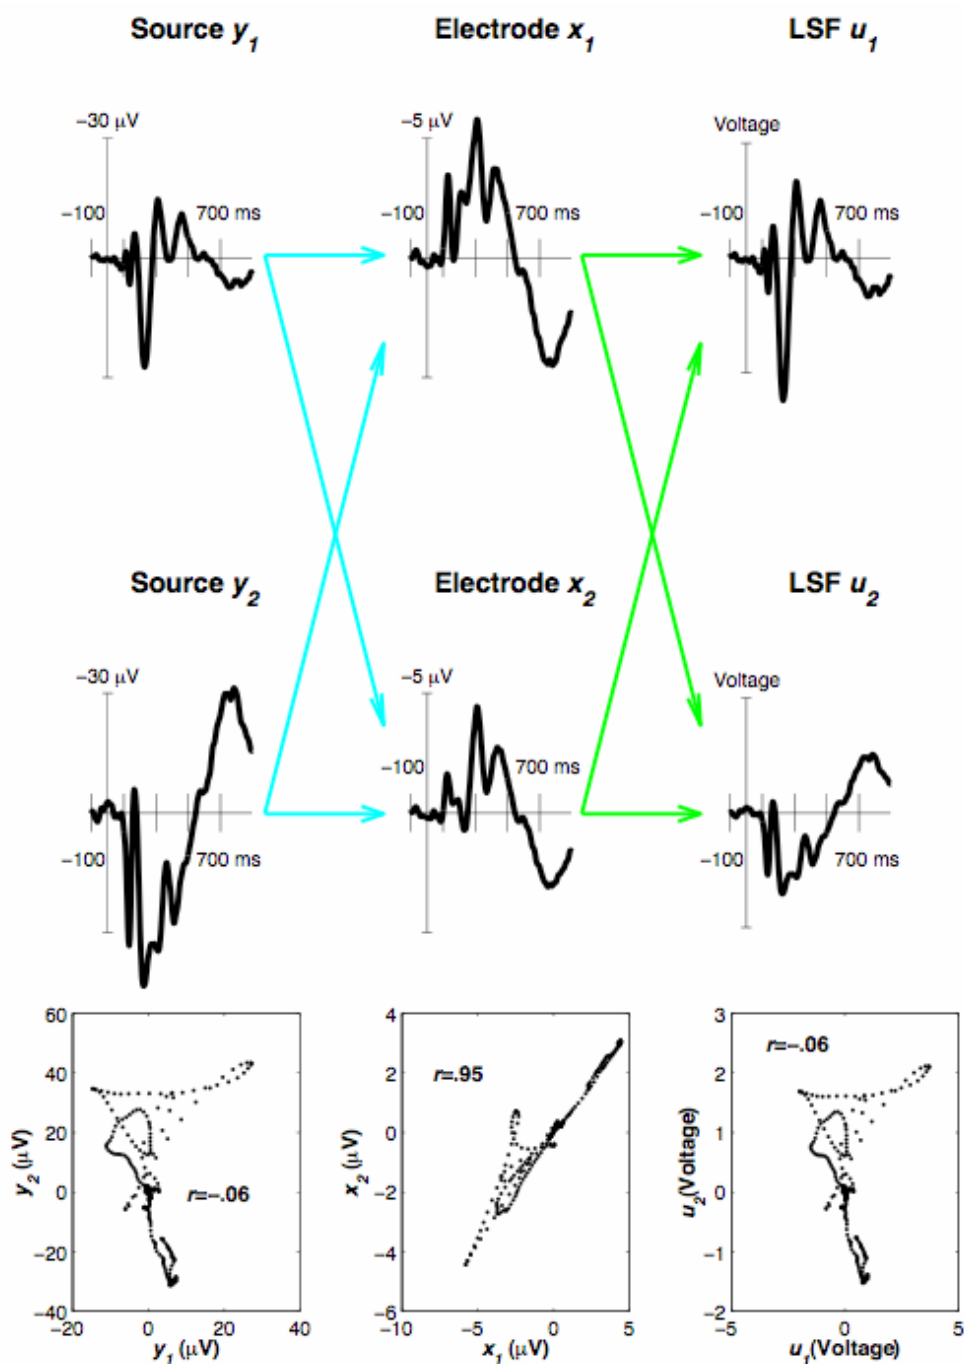 Source y1 Electrode x1 LSF u1
−30 μV −5 μV Voltage
−100 700 ms −100 700 ms −100 700 ms
Source y2 Electrode x2 LSF u2
−30 μV −5 μV Voltage
−100 700 ms
−100 700 ms −100 700 ms
60 4 3
r=−.06
40 2 r=.95 2
20 0 1
y2 (μV) x2 (μV) u2(Voltage)
0 r=−.06 −2 0
−20 −4 −1
−40 −6 −2
−20 0 20 40 −10 −5 0 5 −5 0 5
y1 (μV) x1 (μV) u1(Voltage)